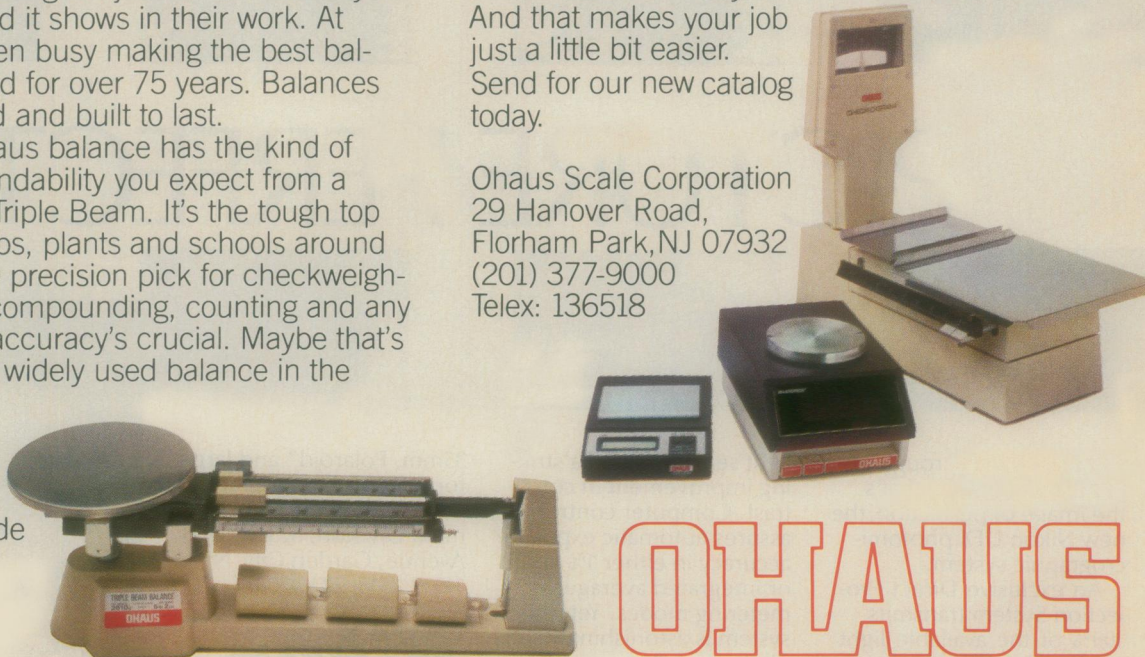 d it shows in their work. At
en busy making the best bal-
d for over 75 years. Balances
d and built to last.
aus balance has the kind of
ndability you expect from a
Triple Beam. It's the tough top
os, plants and schools around
precision pick for checkweigh-
compounding, counting and any
accuracy's crucial. Maybe that's
widely used balance in the
de
And that makes your job
just a little bit easier.
Send for our new catalog
today.
Ohaus Scale Corporation
29 Hanover Road,
Florham Park, NJ 07932
(201) 377-9000
Telex: 136518
OHAUS
OHAUS
TRIPLE BEAM BALANCE
OHAUS
OHAUS